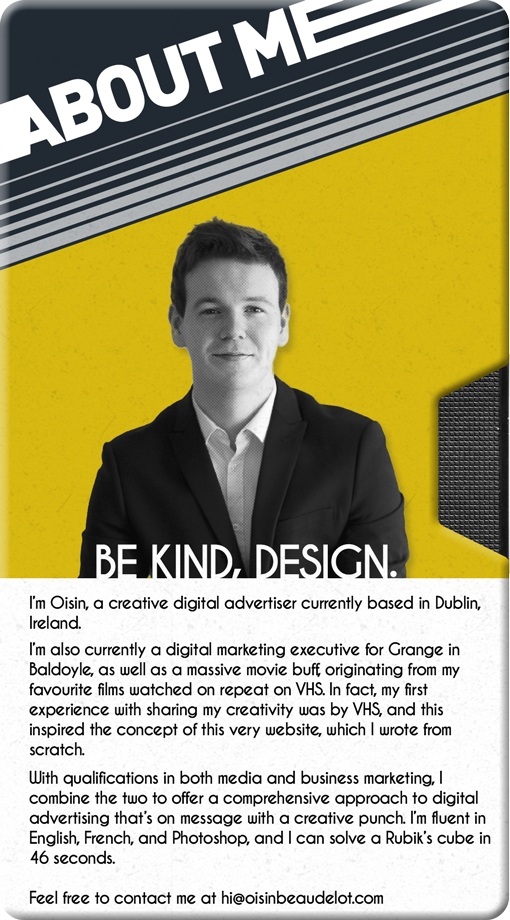 ABOUT ME
BE KIND, DESIGN.
I'm Oisin, a creative digital advertiser currently based in Dublin,
Ireland.
I'm also currently a digital marketing executive for Grange in
Baldoyle, as well as a massive movie buff, originating from my
favourite films watched on repeat on VHS. In fact, my first
experience with sharing my creativity was by VHS, and this
inspired the concept of this very website, which I wrote from
scratch.
With qualifications in both media and business marketing, I
combine the two to offer a comprehensive approach to digital
advertising that's on message with a creative punch. I'm fluent in
English, French, and Photoshop, and I can solve a Rubik's cube in
46 seconds.
Feel free to contact me at hi@oisinbeaudelot.com